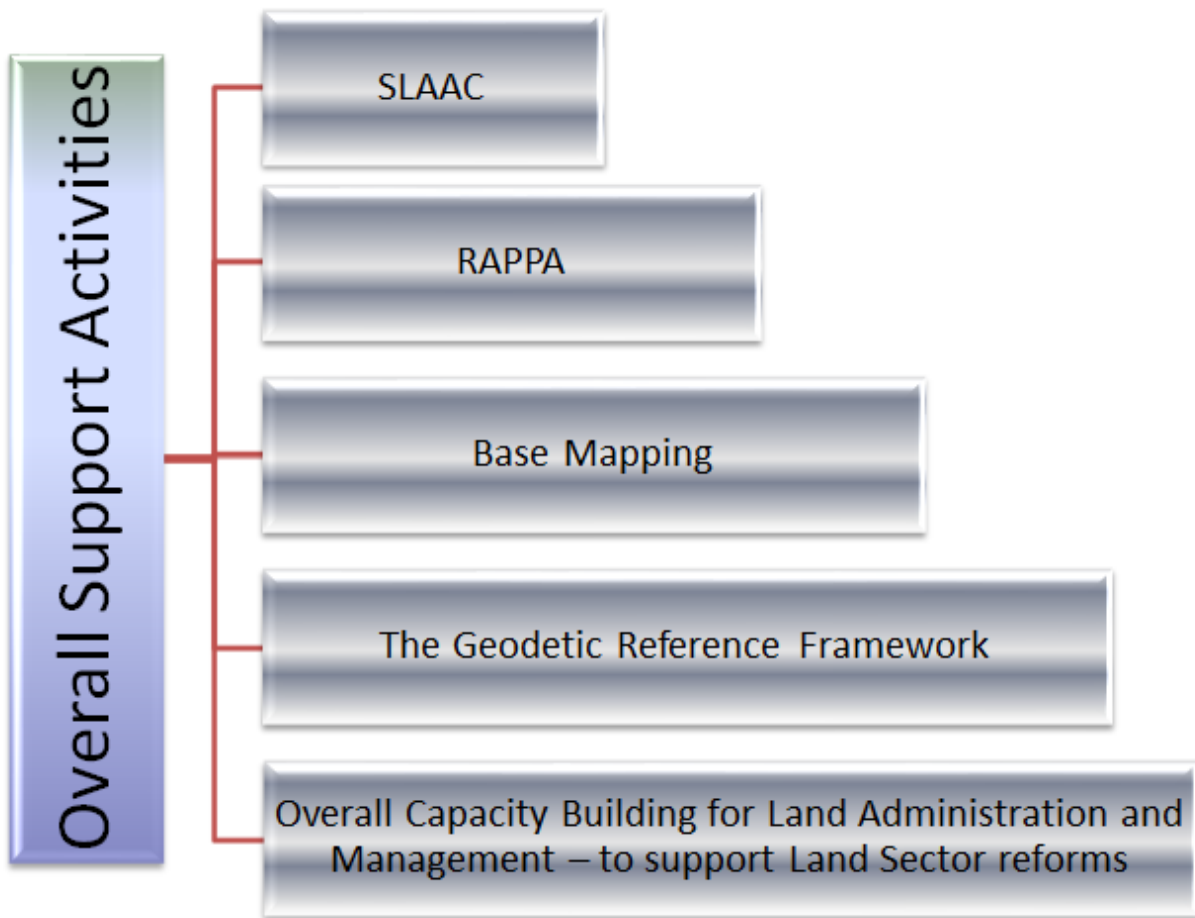 Overall Support Activities
SLAAC
RAPPA
Base Mapping
The Geodetic Reference Framework
Overall Capacity Building for Land Administration and
Management – to support Land Sector reforms